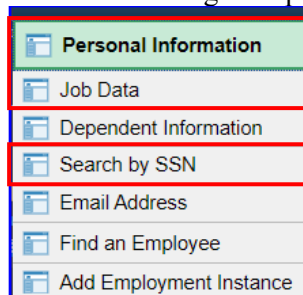 Personal Information
Job Data
Dependent Information
Search by SSN
Email Address
Find an Employee
Add Employment Instance